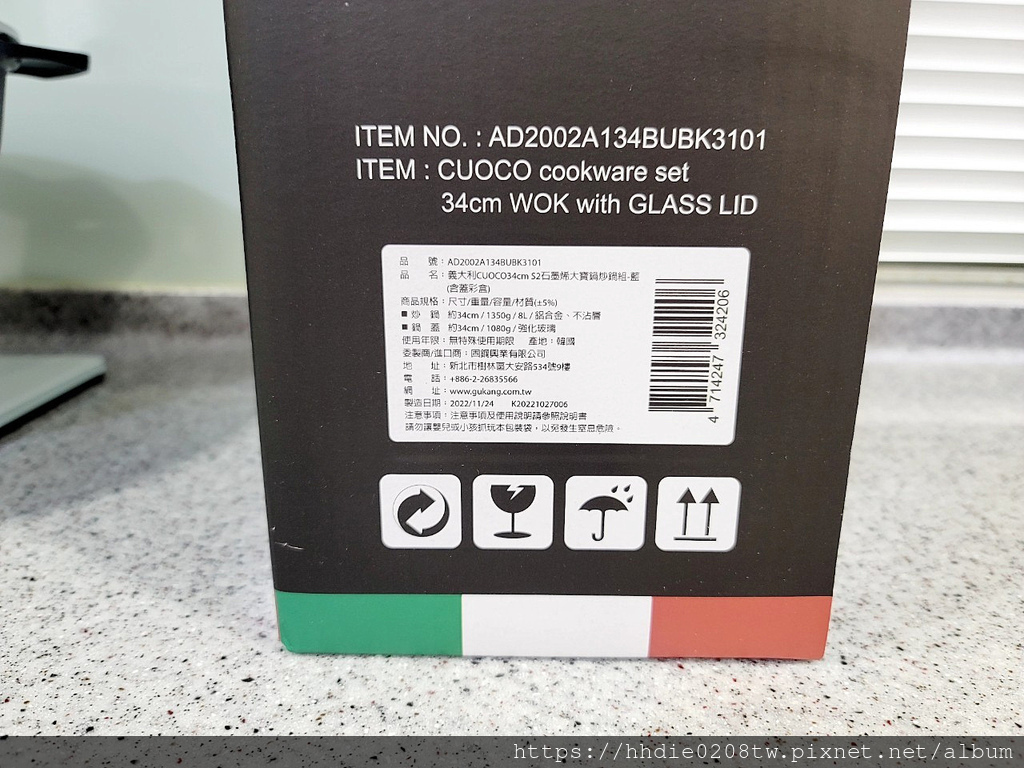 ITEM NO. : AD2002A134BUBK3101
ITEM : CUOCO cookware set
34cm WOK with GLASS LID
品　號：AD2002A134BUBK3101
品　名：義大利CUOCO34cm S2石墨烯大寶鍋炒鍋組-藍
(含蓋彩盒)
商品規格：尺寸/重量/容量/材質(±5%)
■ 炒　鍋　約34cm / 1350g / 8L / 鋁合金、不沾層
■ 鍋　蓋　約34cm / 1080g / 強化玻璃
使用年限：無特殊使用期限　產地：韓國
委製商/進口商：固鋼興業有限公司
地　址：新北市樹林區大安路534號9樓
電　話：+886-2-26835566
網　址：www.gukang.com.tw
製造日期：2022/11/24　K20221027006
注意事項：注意事項及使用說明請參照說明書
請勿讓嬰兒或小孩抓玩本包裝袋，以免發生窒息危險。
4 714247 324206
https://hhdie0208tw.pixnet.net/album